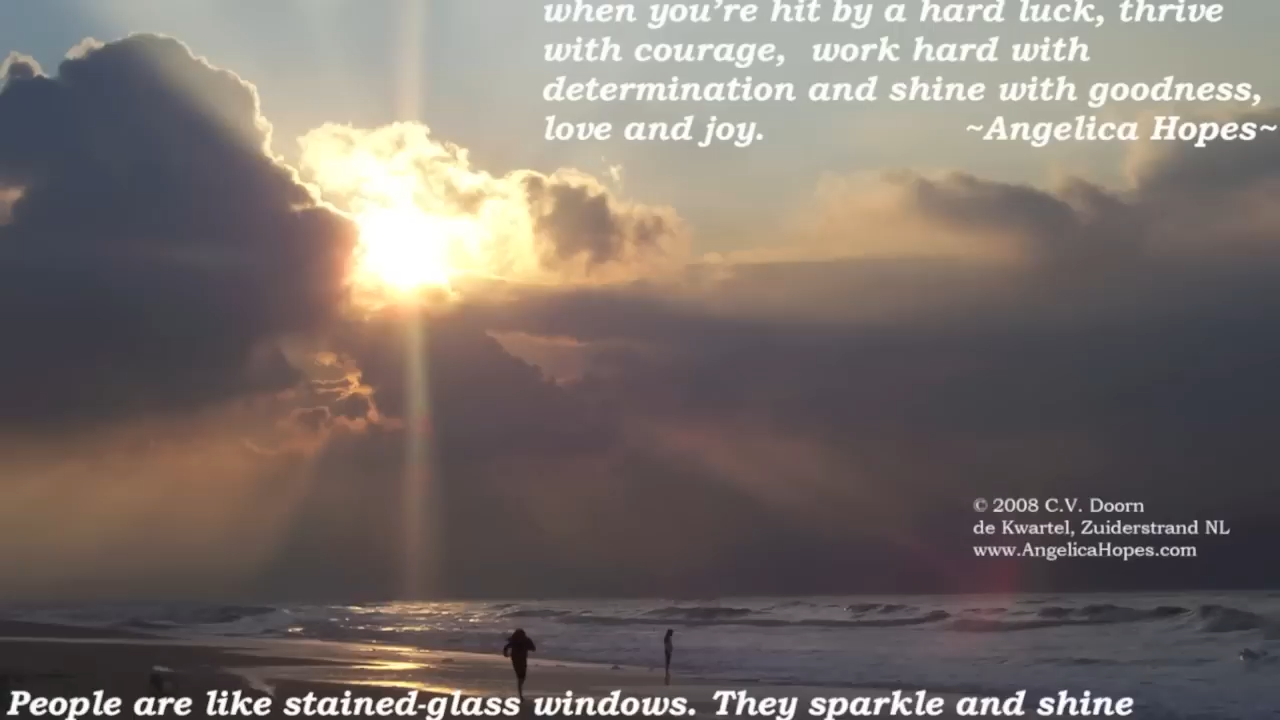 when you're hit by a hard luck, thrive
with courage, work hard with
determination and shine with goodness,
love and joy. ~Angelica Hopes~
© 2008 C.V. Doorn
de Kwartel, Zuiderstrand NL
www.AngelicaHopes.com
People are like stained-glass windows. They sparkle and shine